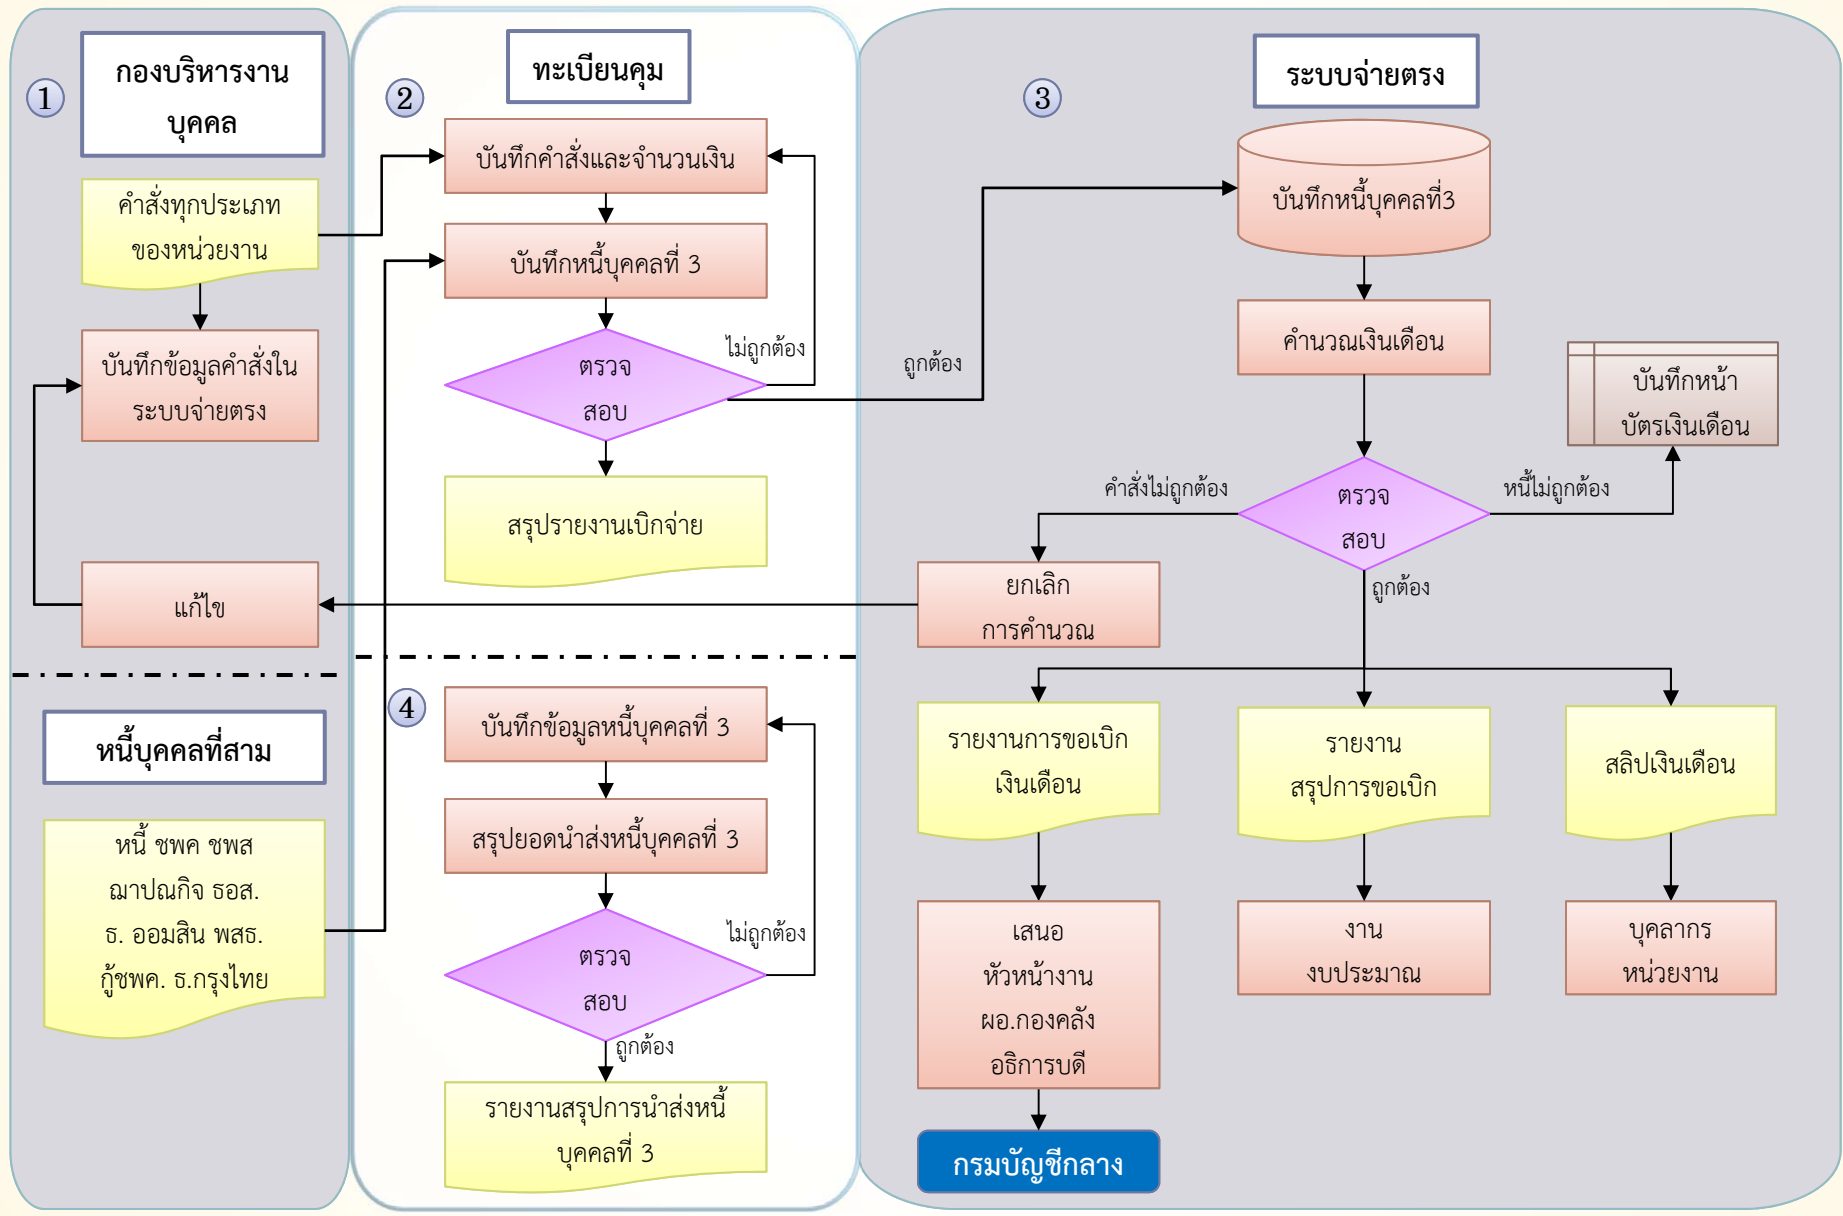 1
กองบริหารงาน
บุคคล
คำสั่งทุกประเภท
ของหน่วยงาน
บันทึกข้อมูลคำสั่งใน
ระบบจ่ายตรง
แก้ไข
หนี้บุคคลที่สาม
หนี้ ชพค ชพส
ฌาปณกิจ ธอส.
ธ. ออมสิน พสธ.
กู้ชพค. ธ.กรุงไทย
2
ทะเบียนคุม
บันทึกคำสั่งและจำนวนเงิน
บันทึกหนี้บุคคลที่ 3
ตรวจ
สอบ
ไม่ถูกต้อง
ถูกต้อง
สรุปรายงานเบิกจ่าย
4
บันทึกข้อมูลหนี้บุคคลที่ 3
สรุปยอดนำส่งหนี้บุคคลที่ 3
ตรวจ
สอบ
ไม่ถูกต้อง
ถูกต้อง
รายงานสรุปการนำส่งหนี้
บุคคลที่ 3
3
ระบบจ่ายตรง
บันทึกหนี้บุคคลที่3
คำนวณเงินเดือน
บันทึกหน้า
บัตรเงินเดือน
คำสั่งไม่ถูกต้อง
ตรวจ
สอบ
หนี้ไม่ถูกต้อง
ถูกต้อง
ยกเลิก
การคำนวณ
รายงานการขอเบิก
เงินเดือน
รายงาน
สรุปการขอเบิก
สลิปเงินเดือน
เสนอ
หัวหน้างาน
ผอ.กองคลัง
อธิการบดี
งาน
งบประมาณ
บุคลากร
หน่วยงาน
กรมบัญชีกลาง